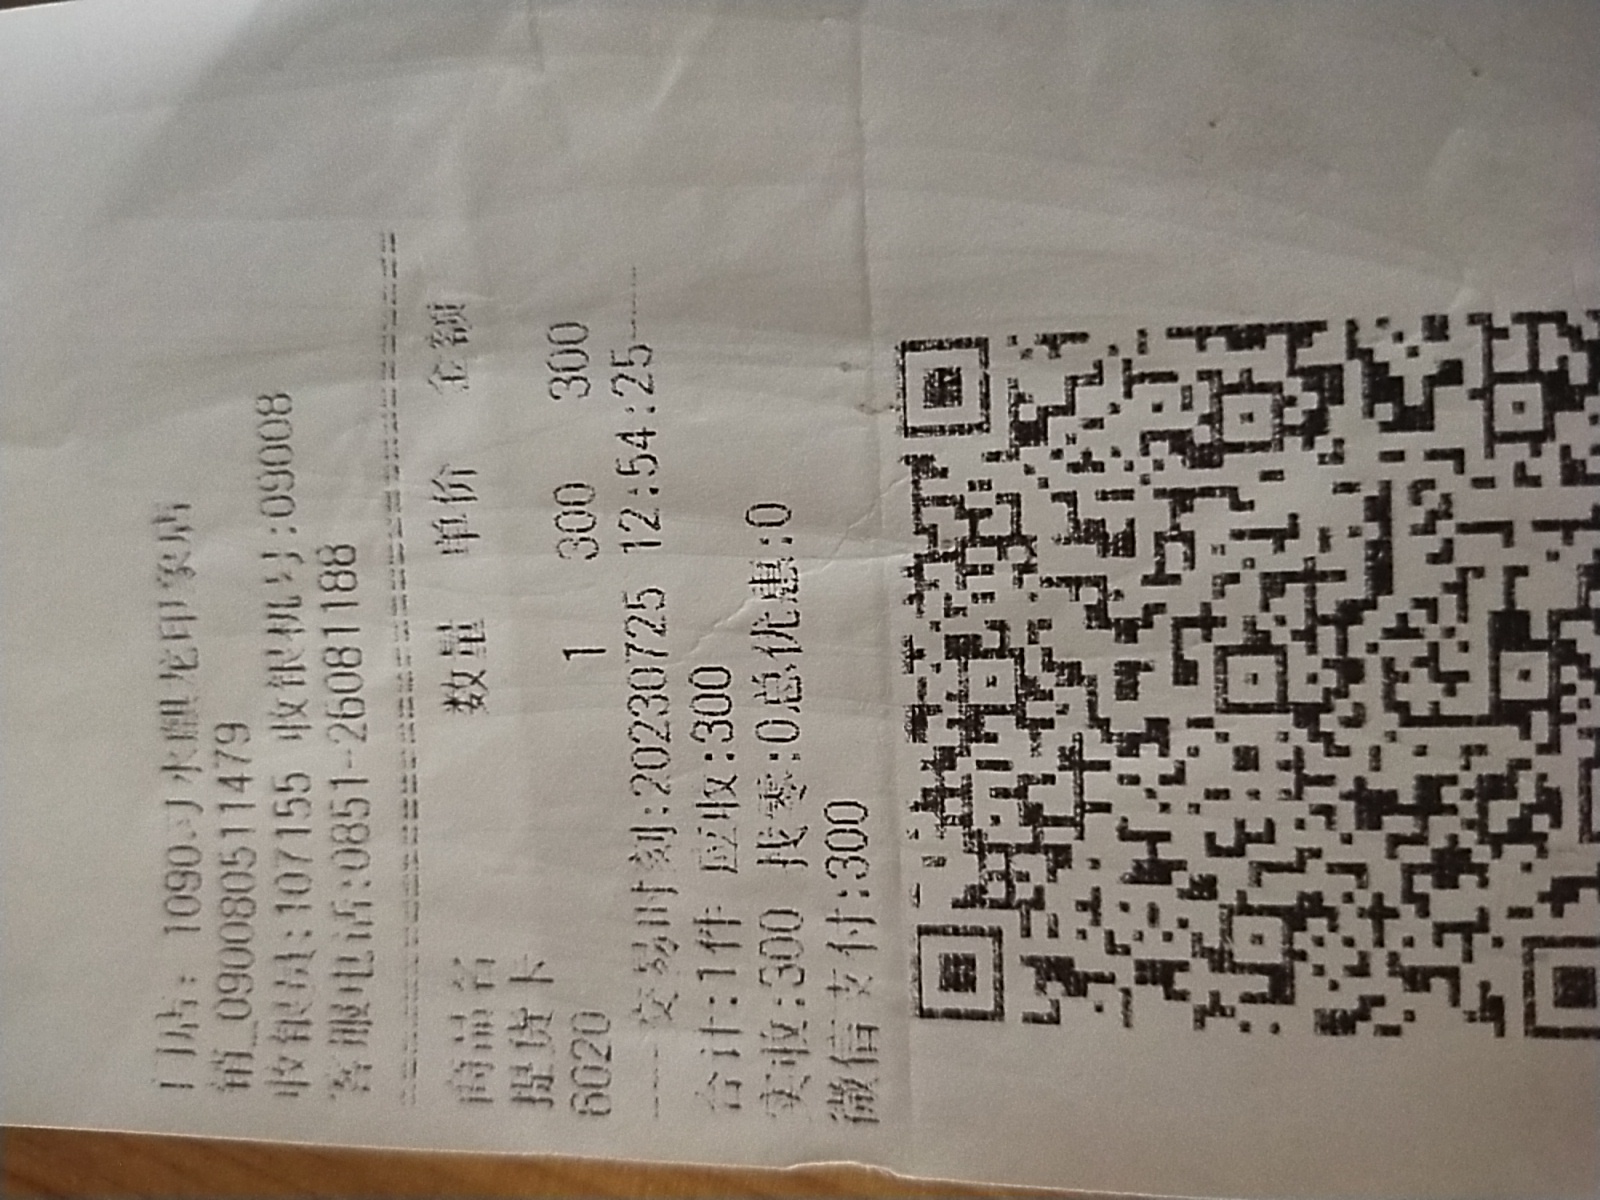 门店: 1090习水麒龙印象店
销_090080511479
收银员:107155 收银机号:09008
客服电话:0851-26081188
商品名 数量 单价 金额
提货卡
6020 1 300 300
----交易时刻:20230725 12:54:25----
合计:1件 应收:300
实收:300 找零:0总优惠:0
微信支付:300